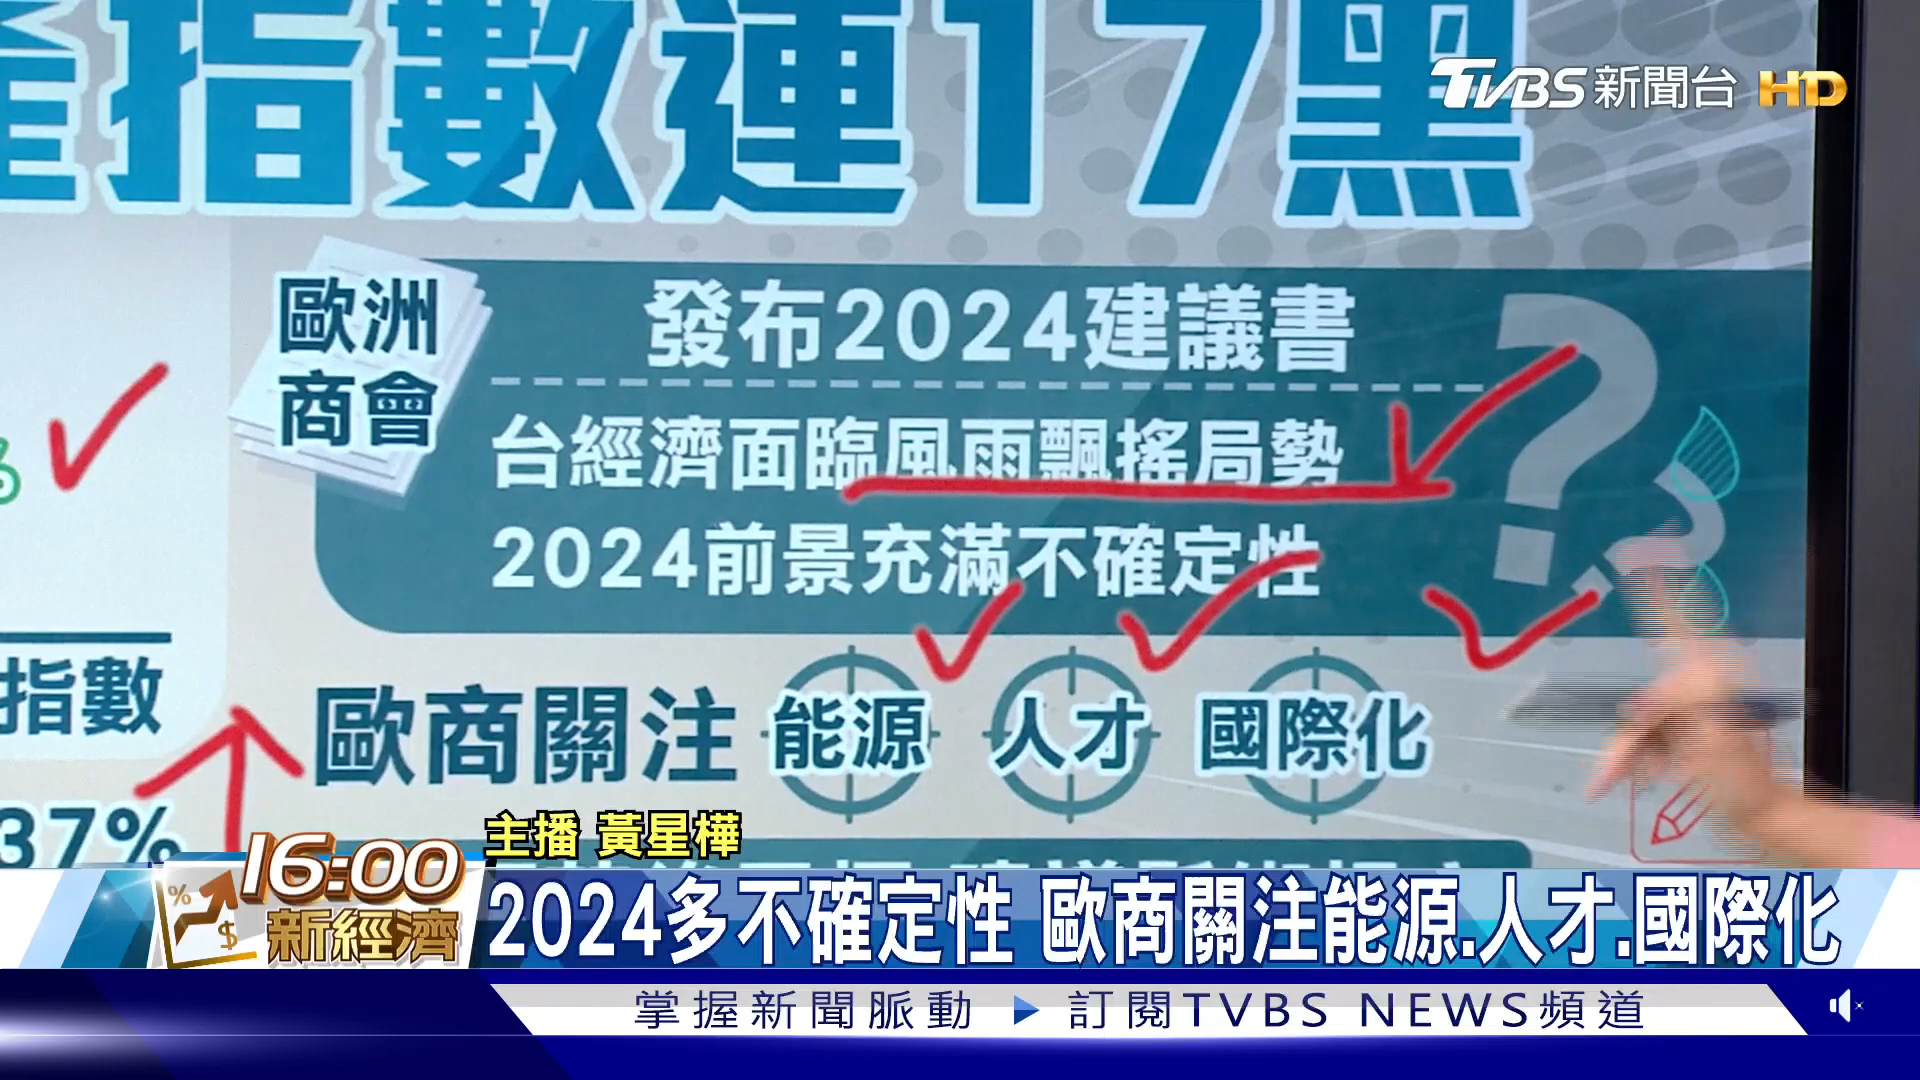 指數連17黑
TVBS新聞台 HD
歐洲
商會
發布2024建議書
台經濟面臨風雨飄搖局勢
2024前景充滿不確定性
%
指數
37%
歐商關注 能源 人才 國際化
主播 黃星樺
16:00
新經濟
% $
2024多不確定性 歐商關注能源.人才.國際化
掌握新聞脈動 ▶ 訂閱TVBS NEWS頻道